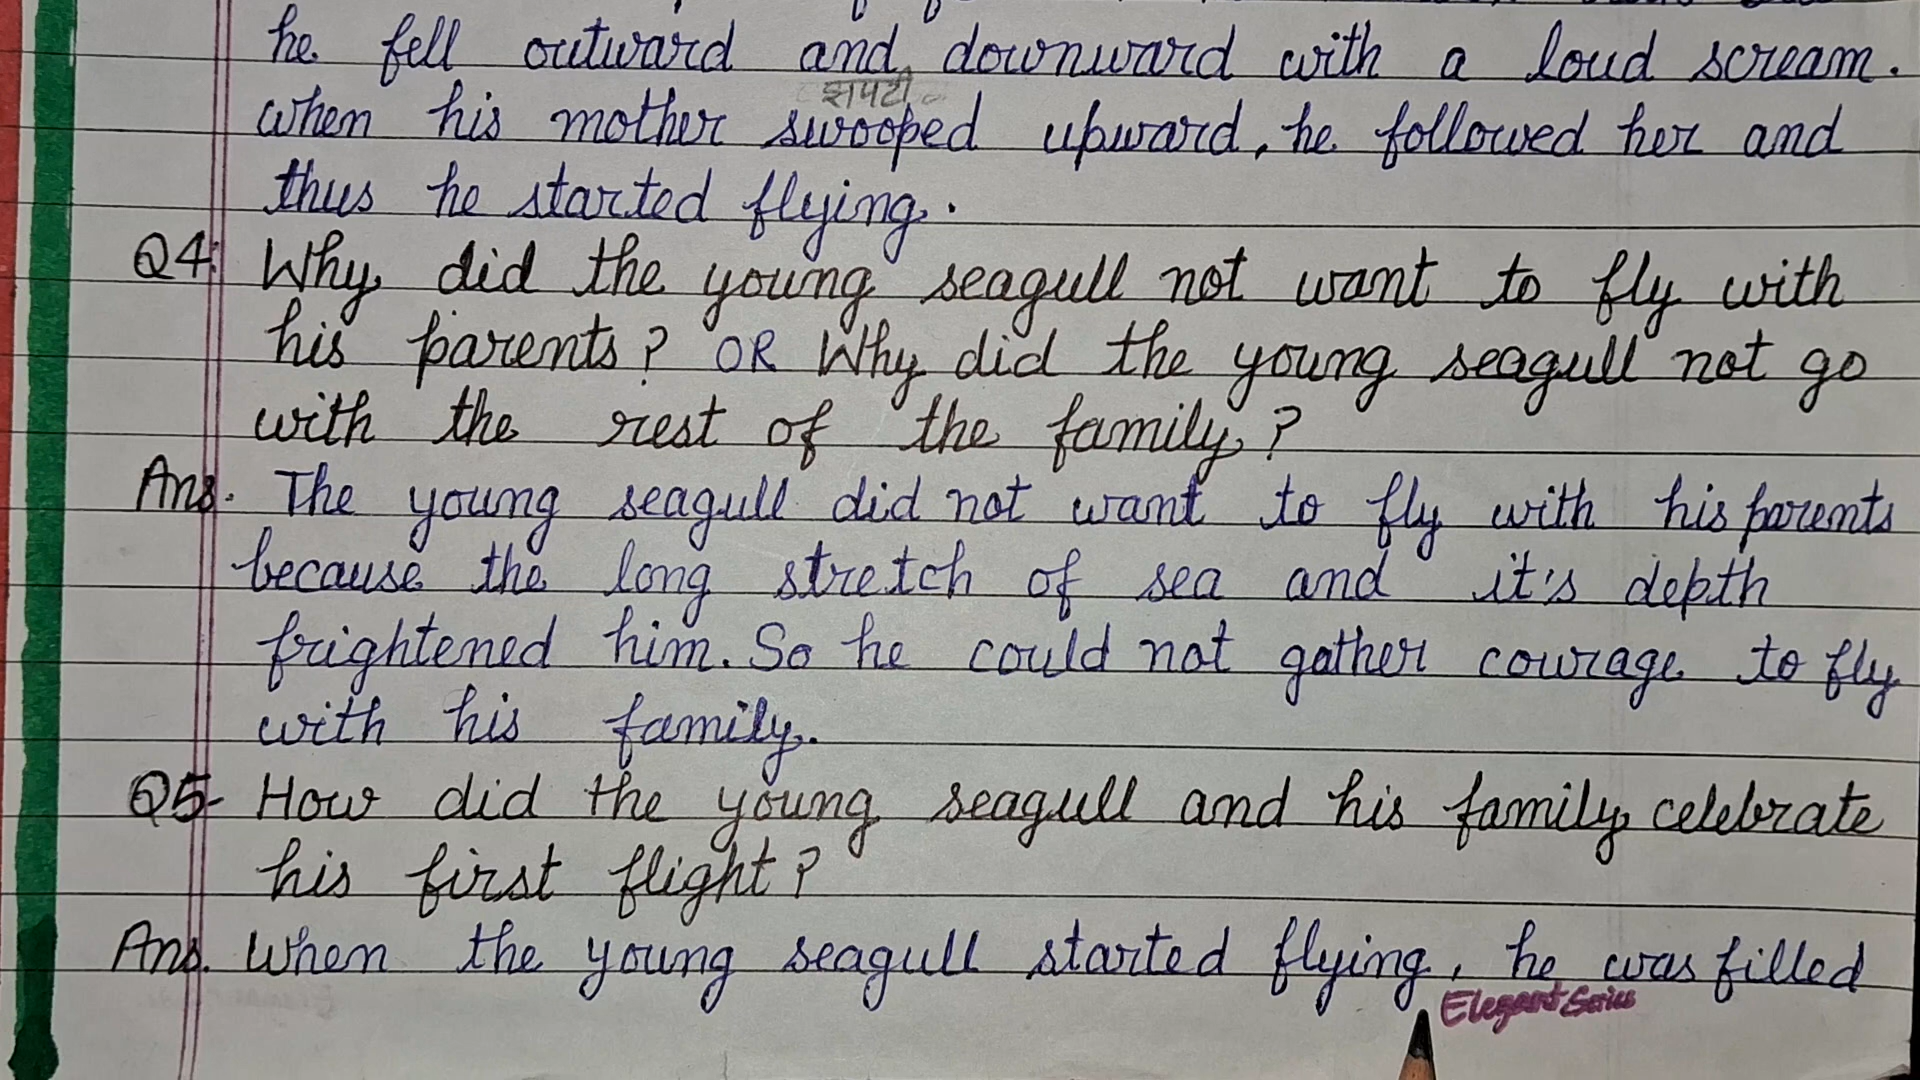 he fell outward and downward with a loud scream.
झपटी
when his mother swooped upward, he followed her and
thus he started flying.
Q4: Why did the young seagull not want to fly with
his parents? OR Why did the young seagull not go
with the rest of the family?
Ans. The young seagull did not want to fly with his parents
because the long stretch of sea and it's depth
frightened him. So he could not gather courage to fly
with his family.
Q5- How did the young seagull and his family celebrate
his first flight?
Ans. When the young seagull started flying, he was filled
Elegant Series